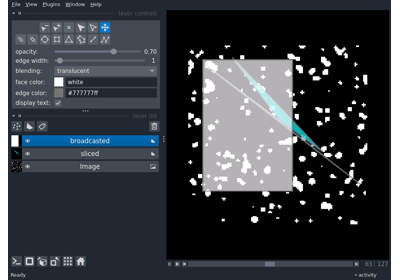 File View Plugins Window Help
layer controls
opacity: 0.70
edge width: 1
blending: translucent
face color: white
edge color: #777777ff
display text:
layer list
broadcasted
sliced
Image
63 127
Ready
activity